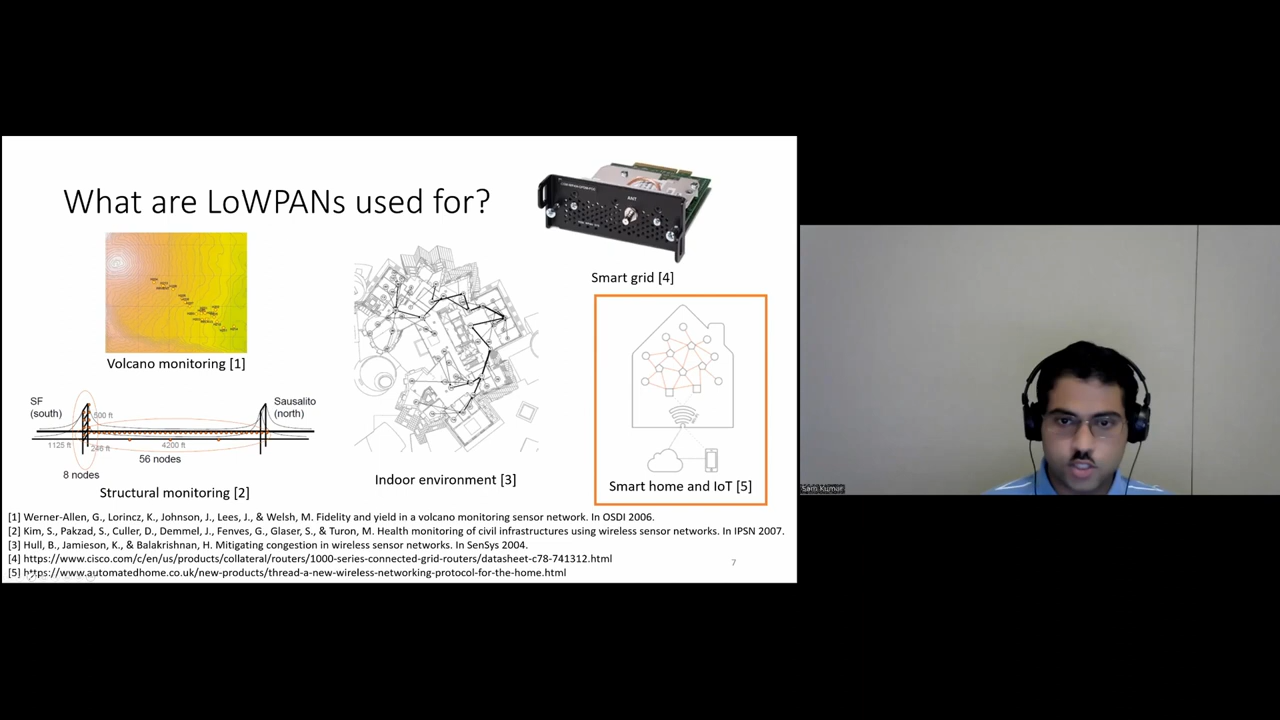 What are LoWPANs used for?
ANT
Smart grid [4]
Volcano monitoring [1]
SF
(south)
Sausalito
(north)
500 ft
1125 ft
246 ft
4200 ft
56 nodes
8 nodes
Structural monitoring [2]
Indoor environment [3]
Smart home and IoT [5]
[1] Werner-Allen, G., Lorincz, K., Johnson, J., Lees, J., & Welsh, M. Fidelity and yield in a volcano monitoring sensor network. In OSDI 2006.
[2] Kim, S., Pakzad, S., Culler, D., Demmel, J., Fenves, G., Glaser, S., & Turon, M. Health monitoring of civil infrastructures using wireless sensor networks. In IPSN 2007.
[3] Hull, B., Jamieson, K., & Balakrishnan, H. Mitigating congestion in wireless sensor networks. In SenSys 2004.
[4] https://www.cisco.com/c/en/us/products/collateral/routers/1000-series-connected-grid-routers/datasheet-c78-741312.html
[5] https://www.automatedhome.co.uk/new-products/thread-a-new-wireless-networking-protocol-for-the-home.html
7
Sam Kumar